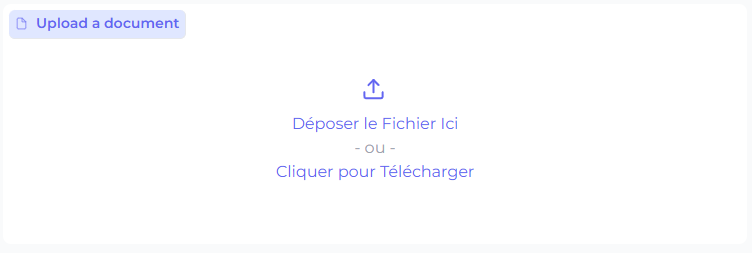 Upload a document
Déposer le Fichier Ici
- ou -
Cliquer pour Télécharger